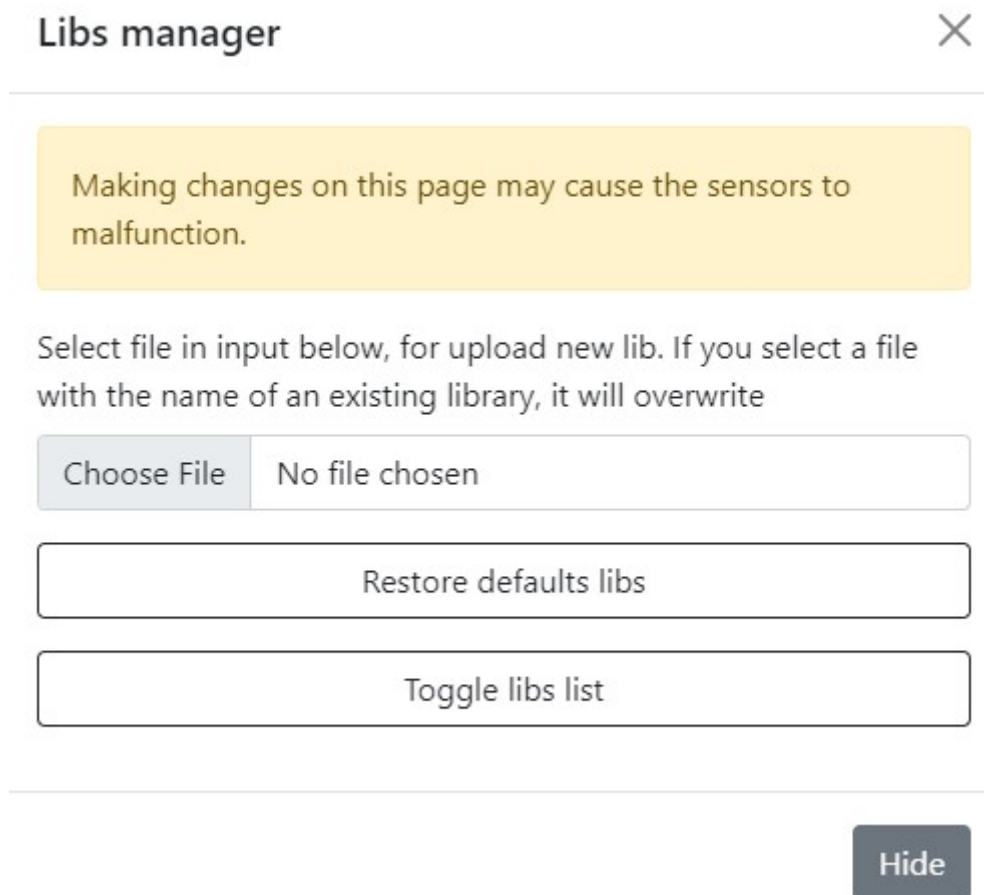 Libs manager
Making changes on this page may cause the sensors to
malfunction.
Select file in input below, for upload new lib. If you select a file
with the name of an existing library, it will overwrite
Choose File No file chosen
Restore defaults libs
Toggle libs list
Hide